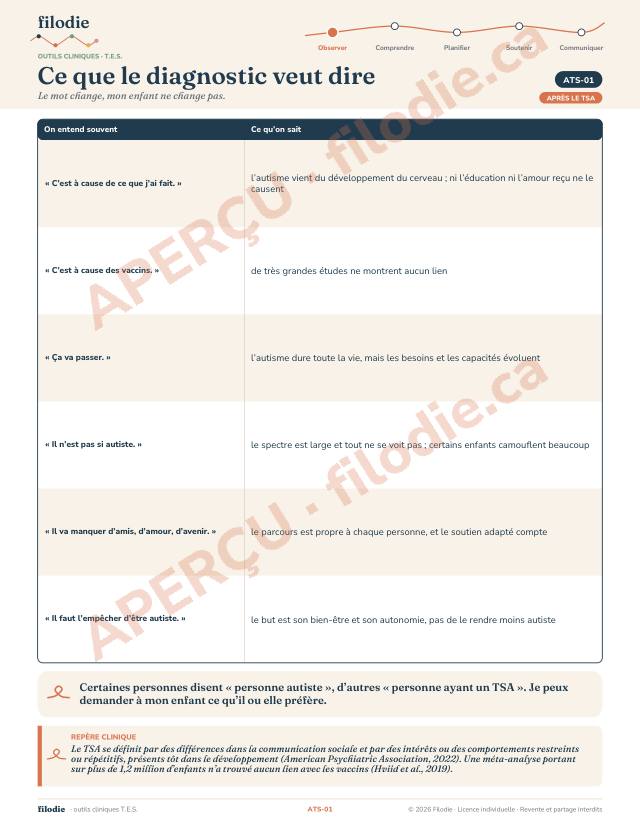 filodie
OUTILS CLINIQUES · T.E.S.
Observer
Comprendre
Planifier
Soutenir
Communiquer
Ce que le diagnostic veut dire
Le mot change, mon enfant ne change pas.
ATS-01
APRÈS LE TSA
On entend souvent
Ce qu'on sait
« C'est à cause de ce que j'ai fait. »
l'autisme vient du développement du cerveau ; ni l'éducation ni l'amour reçu ne le
causent
« C'est à cause des vaccins. »
de très grandes études ne montrent aucun lien
« Ça va passer. »
l'autisme dure toute la vie, mais les besoins et les capacités évoluent
« Il n'est pas si autiste. »
le spectre est large et tout ne se voit pas ; certains enfants camouflent beaucoup
« Il va manquer d'amis, d'amour, d'avenir. »
le parcours est propre à chaque personne, et le soutien adapté compte
« Il faut l'empêcher d'être autiste. »
le but est son bien-être et son autonomie, pas de le rendre moins autiste
APERÇU · filodie.ca
APERÇU · filodie.ca
Certaines personnes disent « personne autiste », d'autres « personne ayant un TSA ». Je peux
demander à mon enfant ce qu'il ou elle préfère.
REPÈRE CLINIQUE
Le TSA se définit par des différences dans la communication sociale et par des intérêts ou des comportements restreints
ou répétitifs, présents tôt dans le développement (American Psychiatric Association, 2022). Une méta-analyse portant
sur plus de 1,2 million d'enfants n'a trouvé aucun lien avec les vaccins (Hviid et al., 2019).
filodie · outils cliniques T.E.S.
ATS-01
© 2026 Filodie · Licence individuelle · Revente et partage interdits